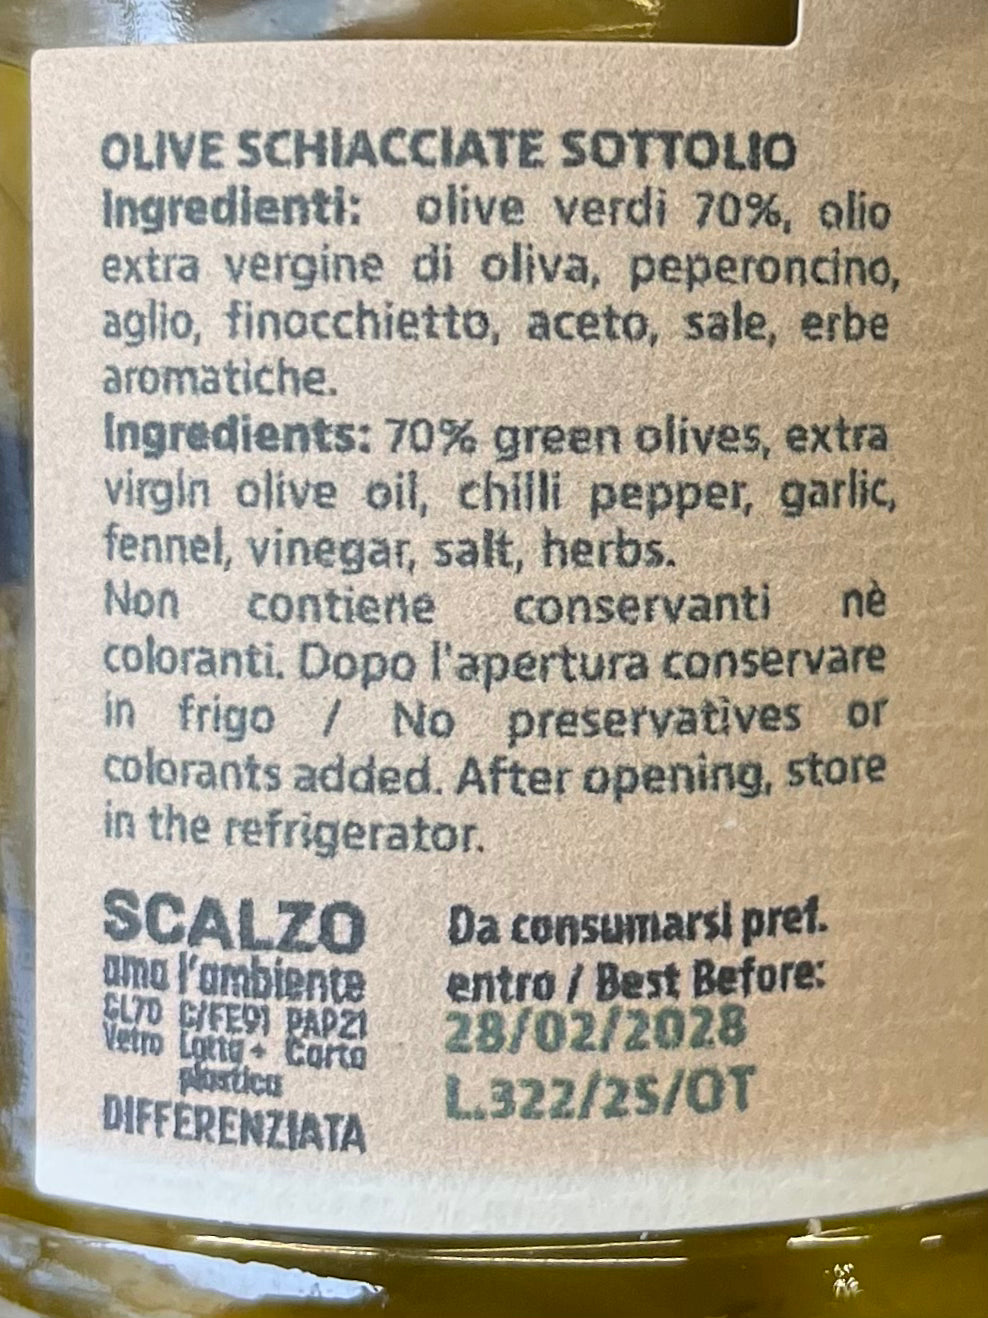 OLIVE SCHIACCIATE SOTTOLIO
Ingredienti: olive verdi 70%, olio
extra vergine di oliva, peperoncino,
aglio, finocchietto, aceto, sale, erbe
aromatiche.
Ingredients: 70% green olives, extra
virgin olive oil, chilli pepper, garlic,
fennel, vinegar, salt, herbs.
Non contiene conservanti nè
coloranti. Dopo l'apertura conservare
in frigo / No preservatives or
colorants added. After opening, store
in the refrigerator.
SCALZO
ama l'ambiente
GL70 C/FE91 PAP21
Vetro Latta+ Carta
plastica
DIFFERENZIATA
Da consumarsi pref.
entro / Best Before:
28/02/2028
L.322/25/OT